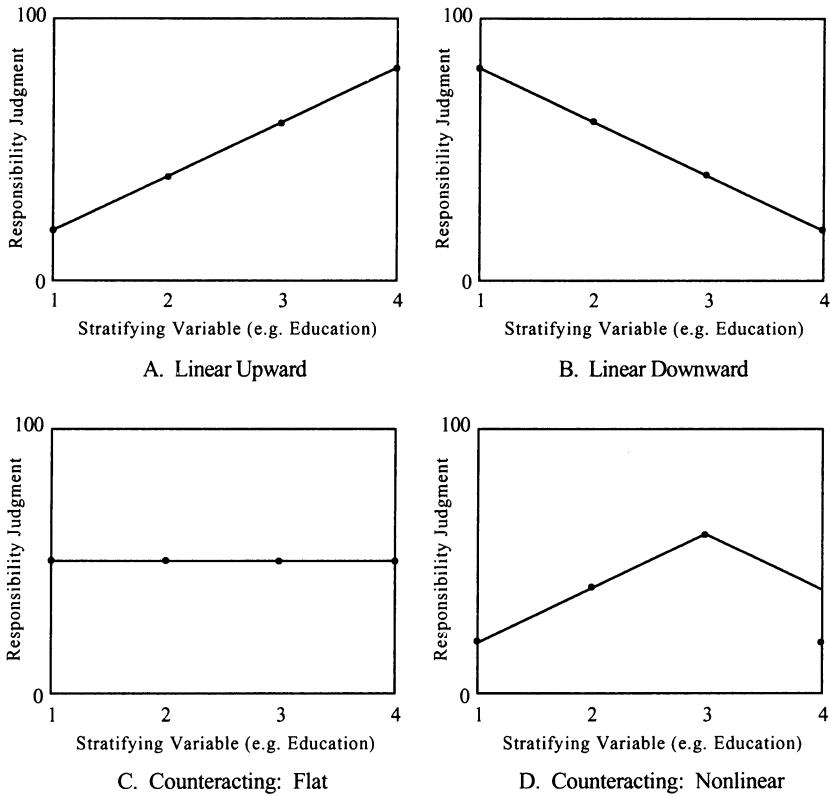 100
Responsibility Judgment
0
1 2 3 4
Stratifying Variable (e.g. Education)
A. Linear Upward
100
Responsibility Judgment
0
1 2 3 4
Stratifying Variable (e.g. Education)
B. Linear Downward
100
Responsibility Judgment
0
1 2 3 4
Stratifying Variable (e.g. Education)
C. Counteracting: Flat
100
Responsibility Judgment
0
1 2 3 4
Stratifying Variable (e.g. Education)
D. Counteracting: Nonlinear